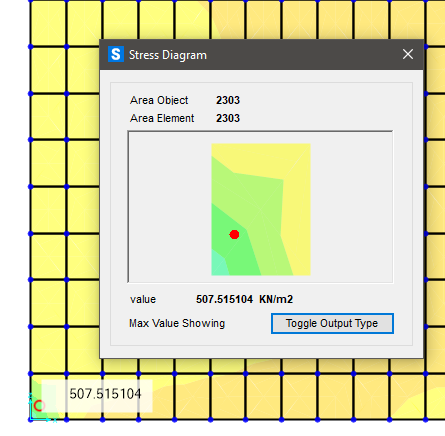 S Stress Diagram
Area Object 2303
Area Element 2303
value 507.515104 KN/m2
Max Value Showing Toggle Output Type
507.515104